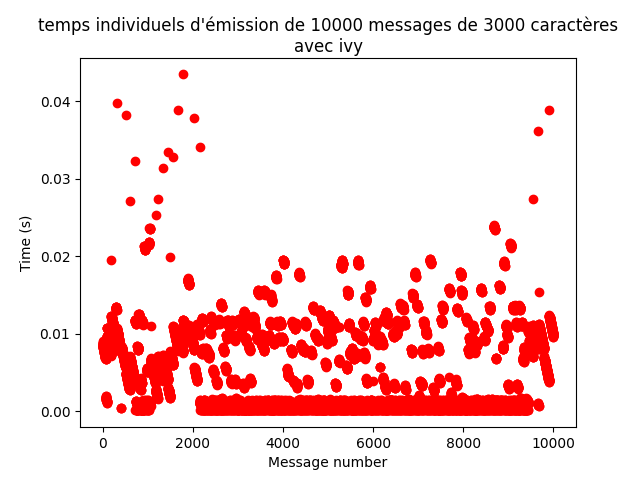 temps individuels d'émission de 10000 messages de 3000 caractères
avec ivy
0.04
0.03
0.02
0.01
0.00
Time (s)
0 2000 4000 6000 8000 10000
Message number